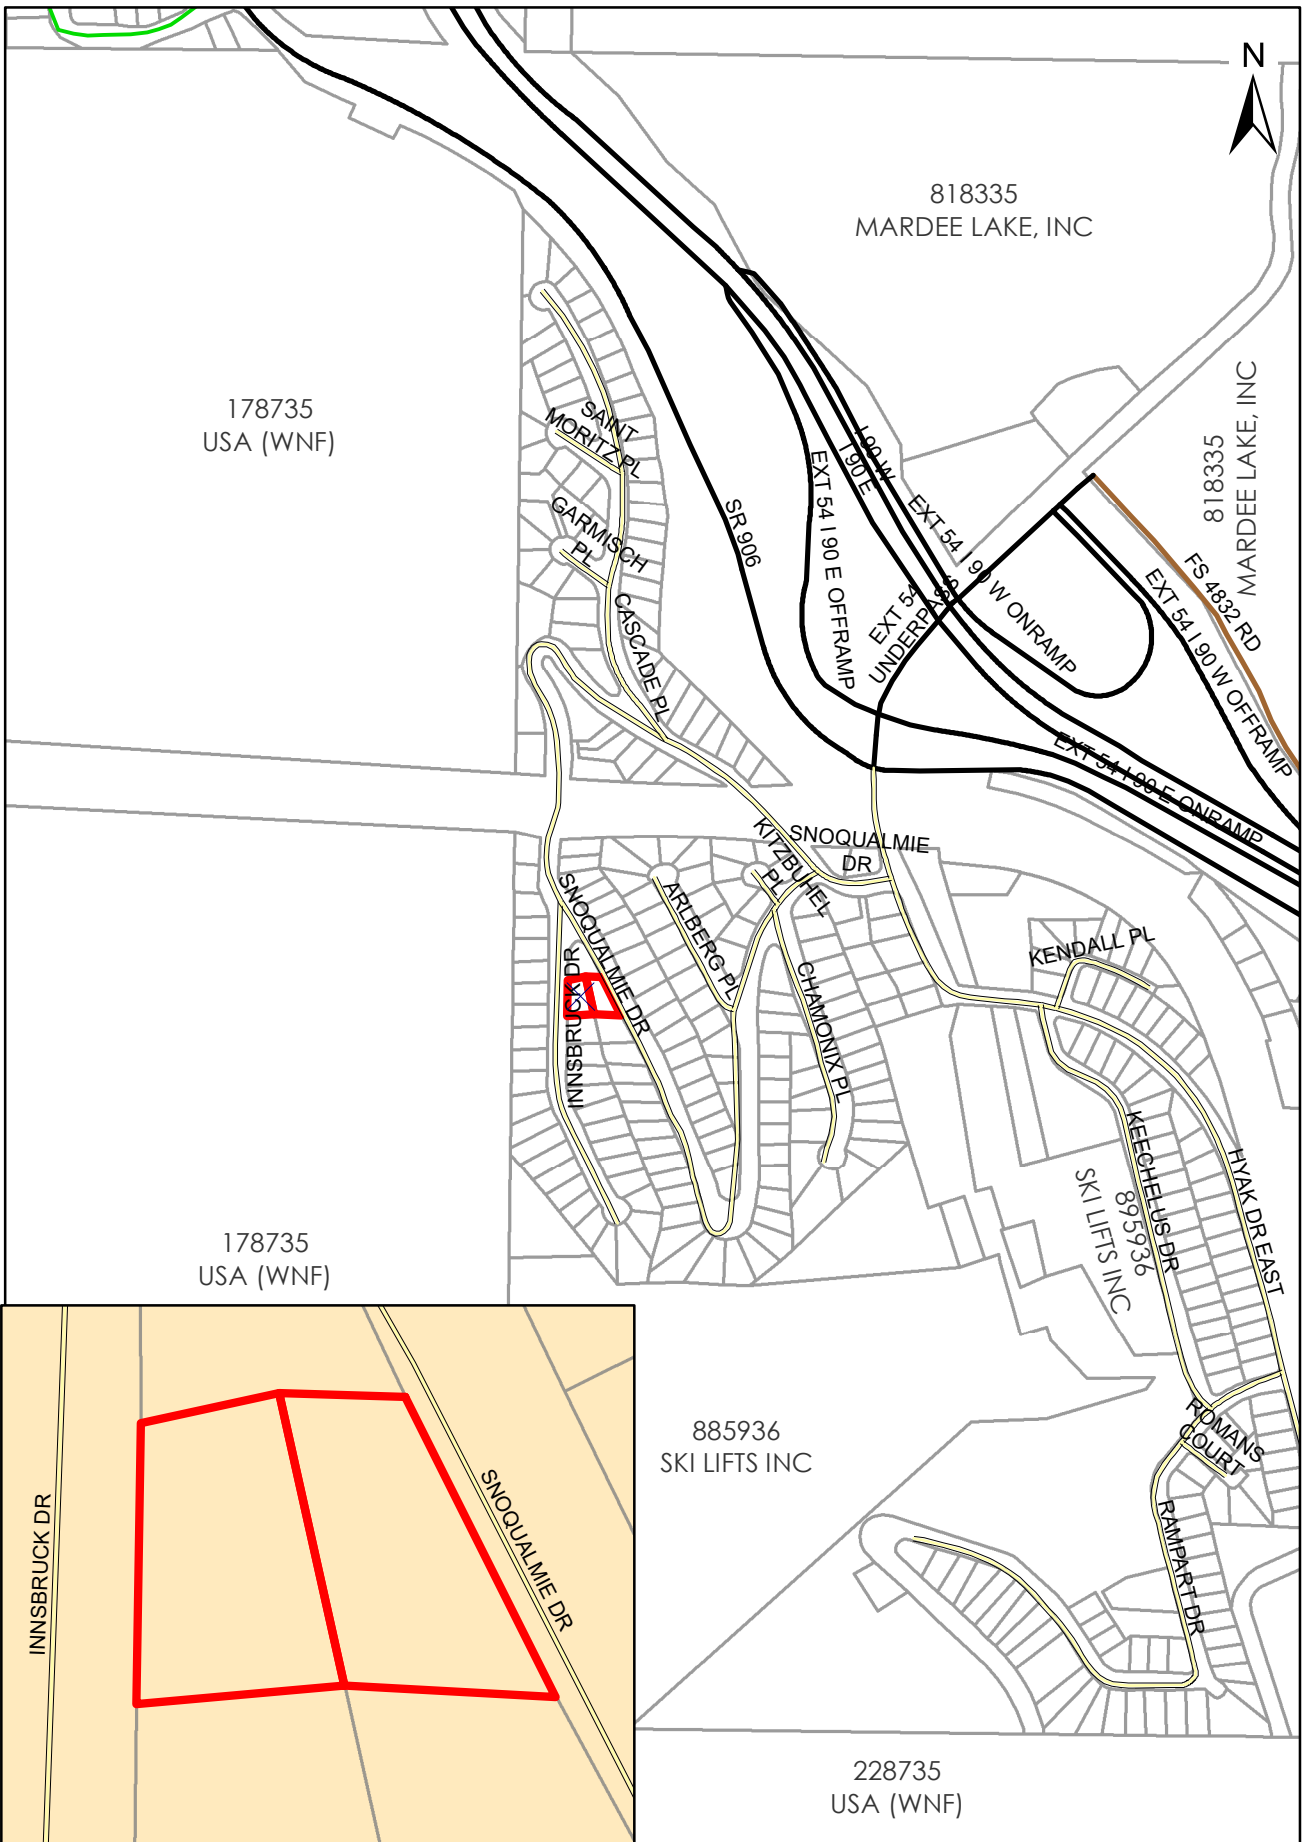 N
818335
MARDEE LAKE, INC
178735
USA (WNF)
818335
MARDEE LAKE, INC
SAINT
MORITZ PL
GARMISCH
PL
CASCADE PL
SR 906
EXT 54 I 90 E OFFRAMP
I 90 W
I 90 E
EXT 54 I 90 W ONRAMP
EXT 54
UNDERPASS
FS 4832 RD
EXT 54 I 90 W OFFRAMP
EXT 54 I 90 E ONRAMP
SNOQUALMIE
DR
KITZBUHEL
PL
SNOQUALMIE DR
ARLBERG PL
INNSBRUCK DR
CHAMONIX PL
KENDALL PL
KEECHELUS DR
HYAK DR EAST
895936
SKI LIFTS INC
178735
USA (WNF)
885936
SKI LIFTS INC
ROMANS
COURT
RAMPART DR
INNSBRUCK DR
SNOQUALMIE DR
228735
USA (WNF)